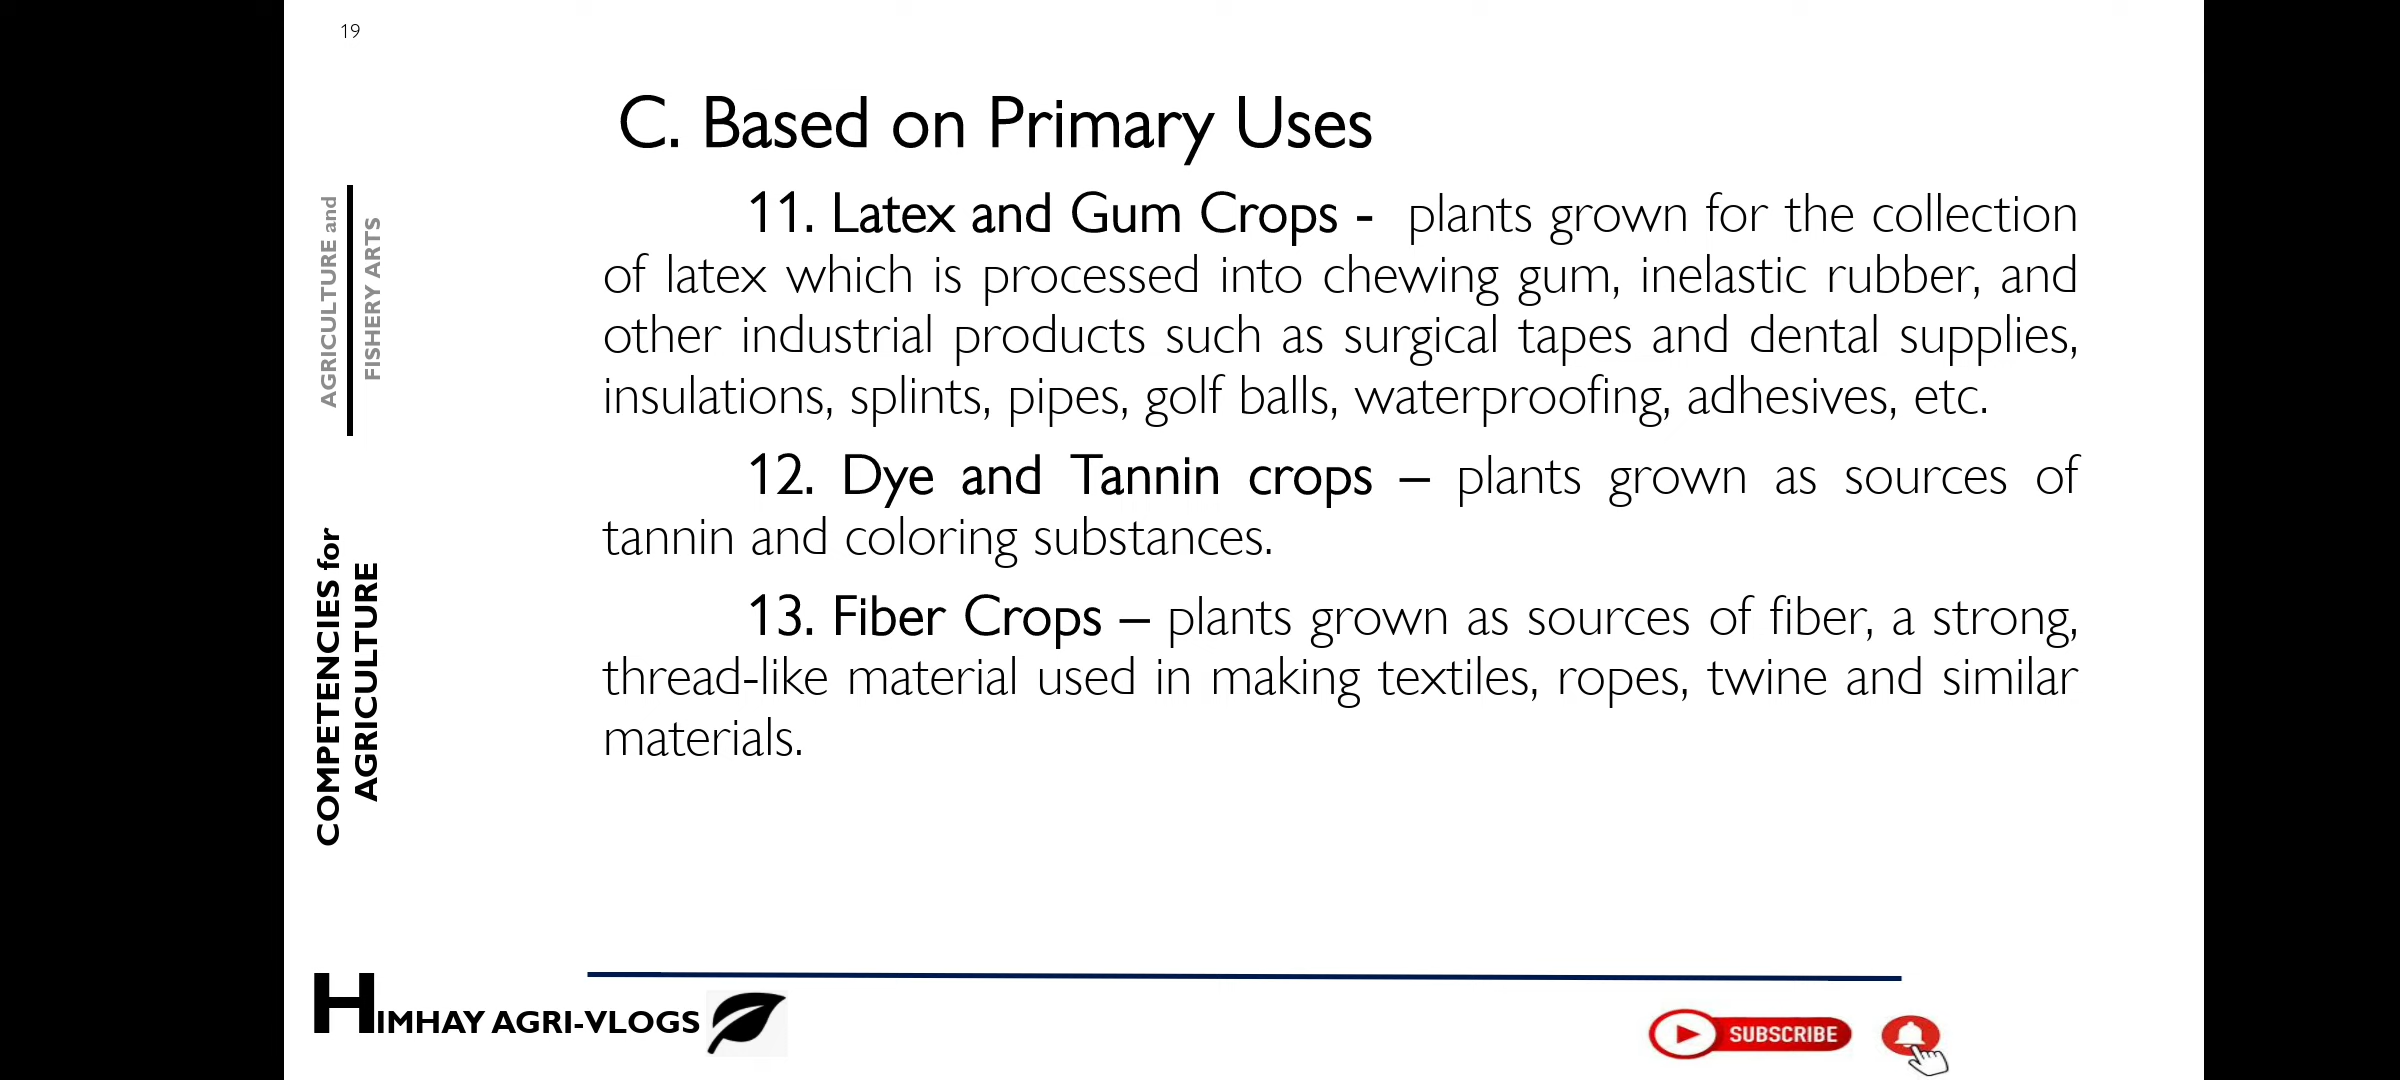 19
C. Based on Primary Uses
11. Latex and Gum Crops - plants grown for the collection
of latex which is processed into chewing gum, inelastic rubber, and
other industrial products such as surgical tapes and dental supplies,
insulations, splints, pipes, golf balls, waterproofing, adhesives, etc.
12. Dye and Tannin crops – plants grown as sources of
tannin and coloring substances.
13. Fiber Crops – plants grown as sources of fiber, a strong,
thread-like material used in making textiles, ropes, twine and similar
materials.
AGRICULTURE and
FISHERY ARTS
COMPETENCIES for
AGRICULTURE
HIMHAY AGRI-VLOGS
SUBSCRIBE